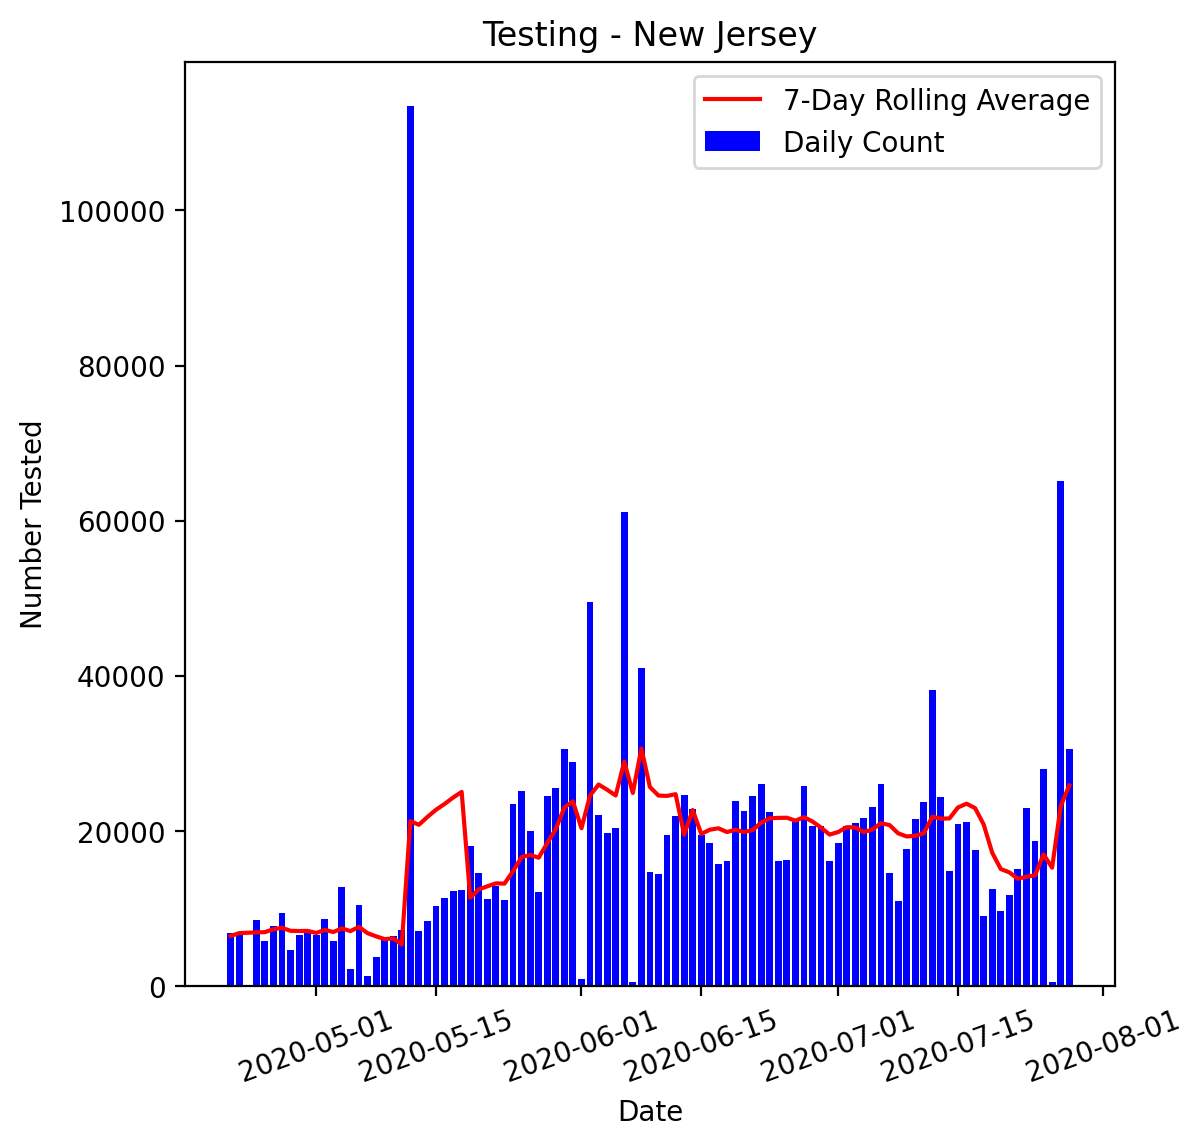 Testing - New Jersey
7-Day Rolling Average
Daily Count
100000
80000
60000
40000
20000
0
Number Tested
2020-05-01
2020-05-15
2020-06-01
2020-06-15
2020-07-01
2020-07-15
2020-08-01
Date